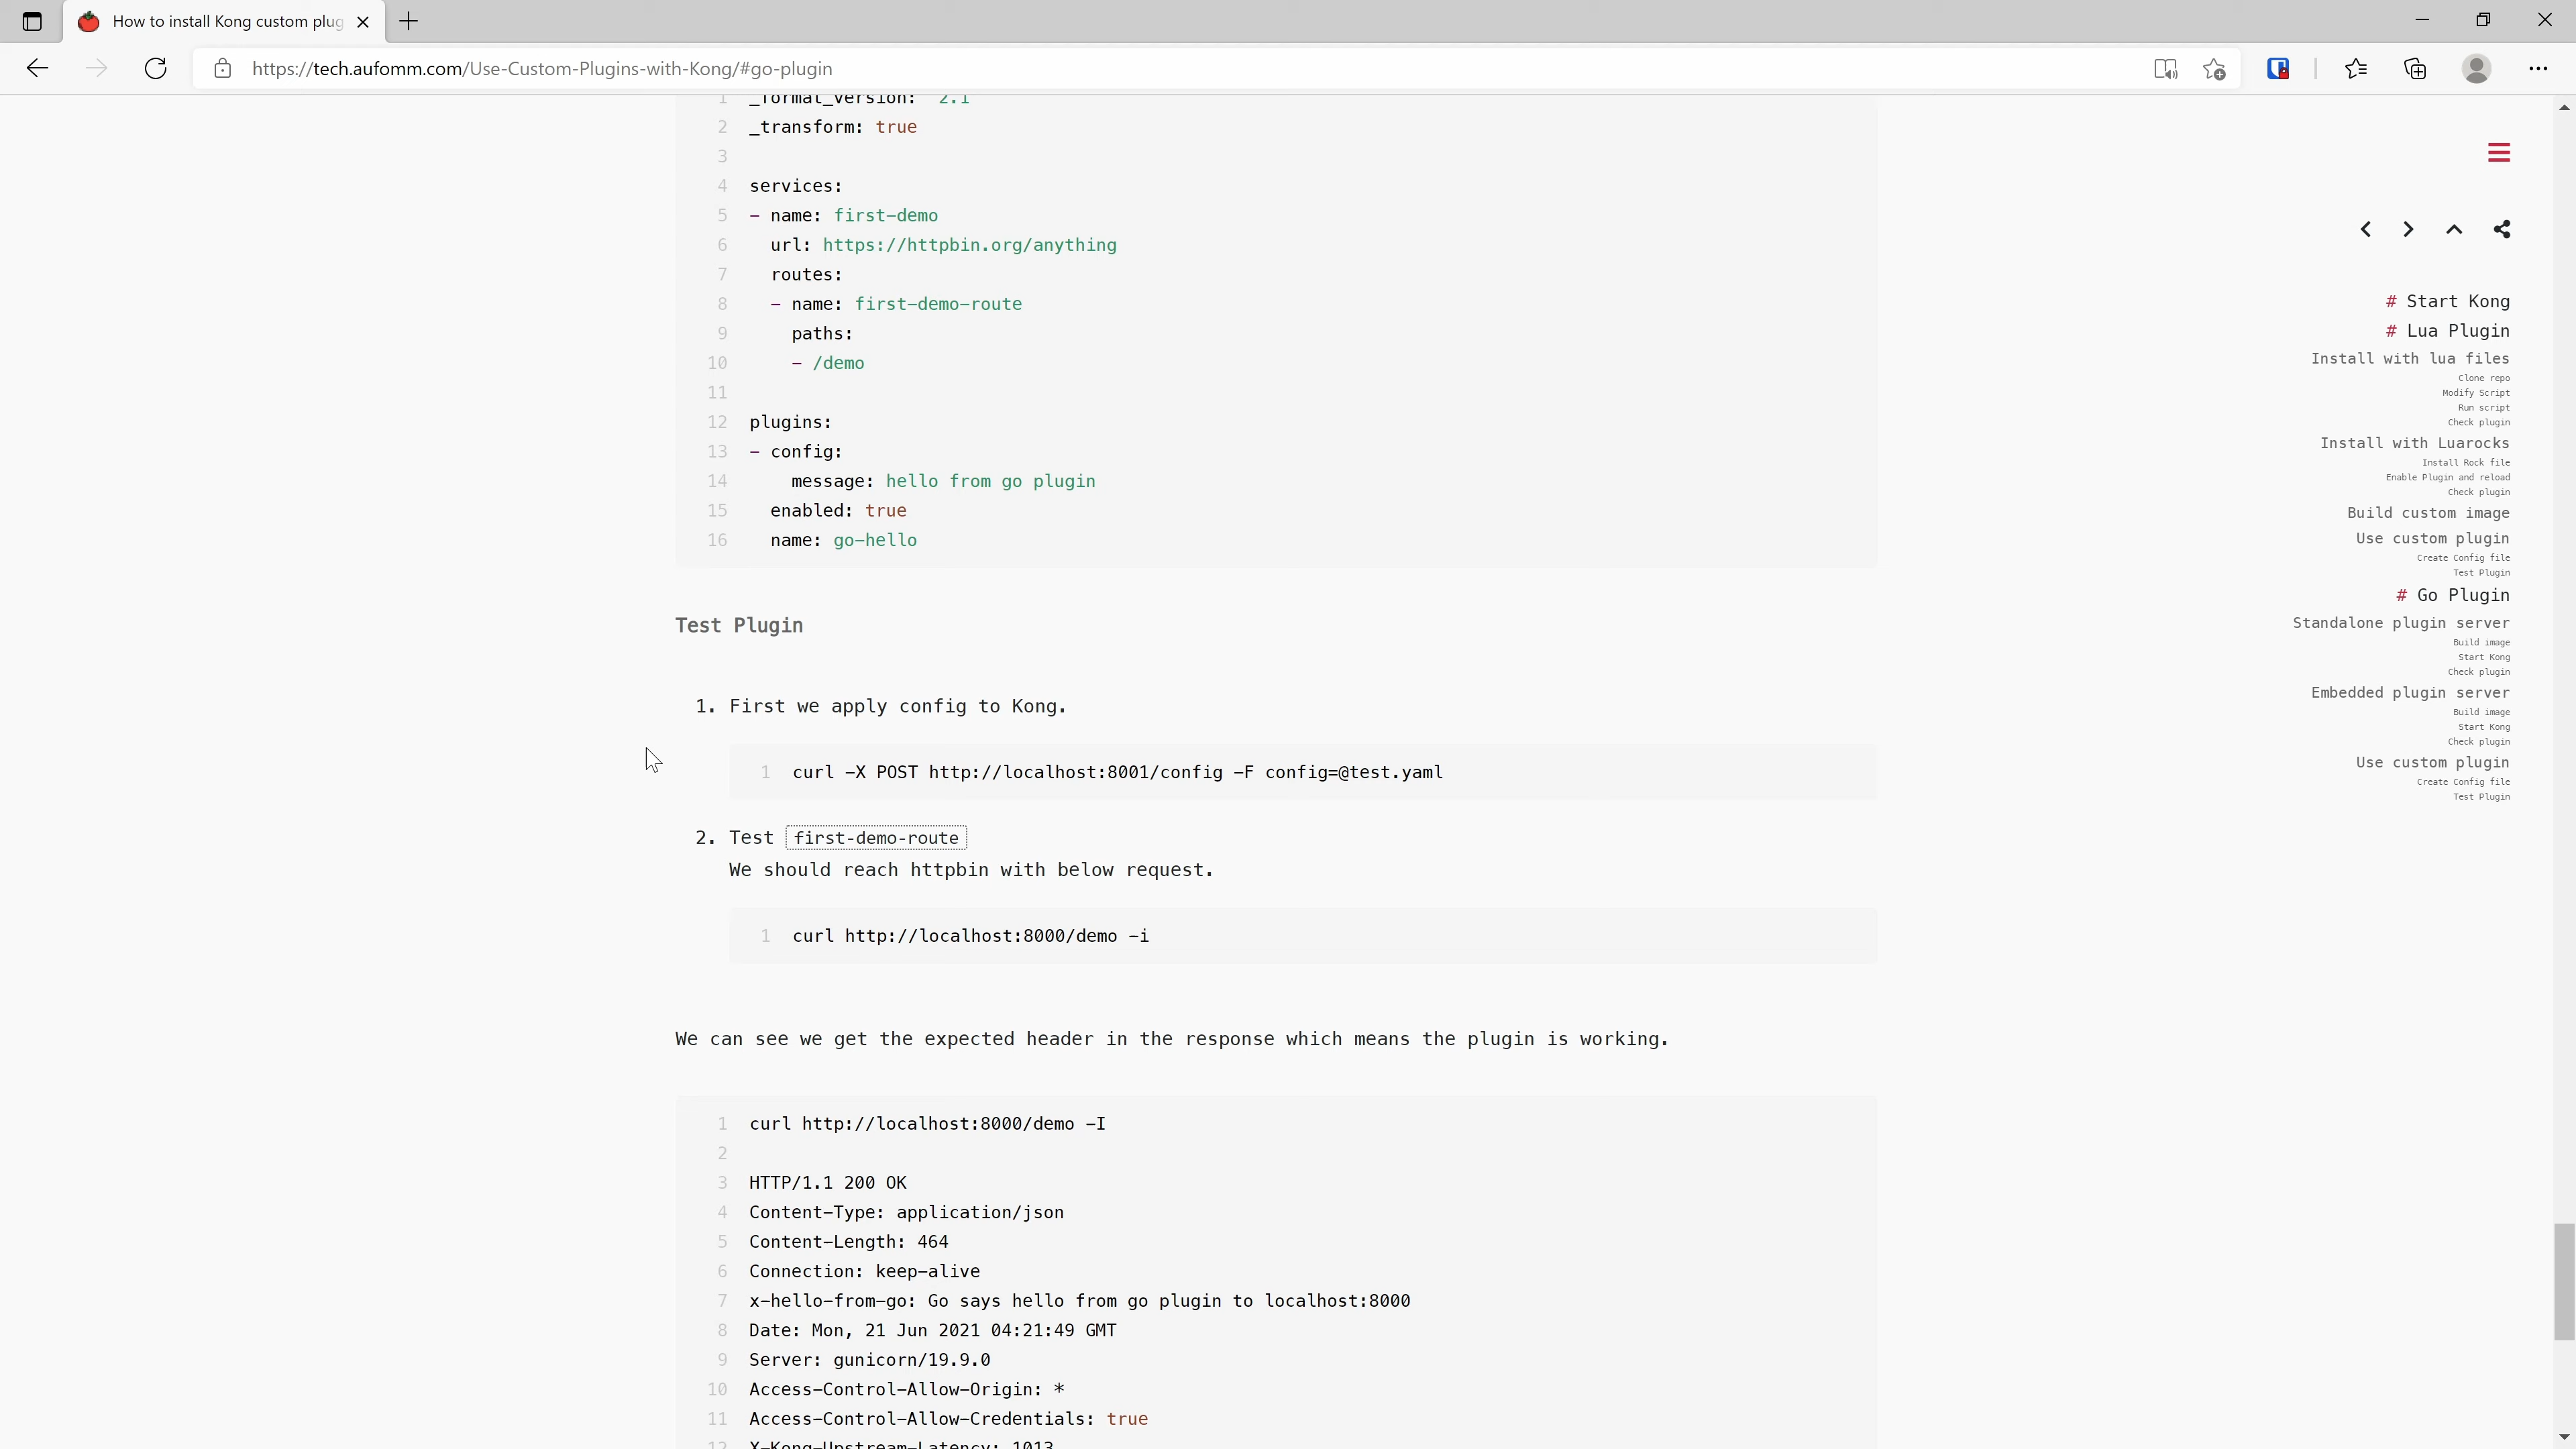 How to install Kong custom plug
https://tech.aufomm.com/Use-Custom-Plugins-with-Kong/#go-plugin
1 _format_version: "2.1"
2 _transform: true
3
4 services:
5 - name: first-demo
6 url: https://httpbin.org/anything
7 routes:
8 - name: first-demo-route
9 paths:
10 - /demo
11
12 plugins:
13 - config:
14 message: hello from go plugin
15 enabled: true
16 name: go-hello
Test Plugin
1. First we apply config to Kong.
1 curl -X POST http://localhost:8001/config -F config=@test.yaml
2. Test first-demo-route
We should reach httpbin with below request.
1 curl http://localhost:8000/demo -i
We can see we get the expected header in the response which means the plugin is working.
1 curl http://localhost:8000/demo -I
2
3 HTTP/1.1 200 OK
4 Content-Type: application/json
5 Content-Length: 464
6 Connection: keep-alive
7 x-hello-from-go: Go says hello from go plugin to localhost:8000
8 Date: Mon, 21 Jun 2021 04:21:49 GMT
9 Server: gunicorn/19.9.0
10 Access-Control-Allow-Origin: *
11 Access-Control-Allow-Credentials: true
12 X-Kong-Upstream-Latency: 1013
# Start Kong
# Lua Plugin
Install with lua files
Clone repo
Modify Script
Run script
Check plugin
Install with Luarocks
Install Rock file
Enable Plugin and reload
Check plugin
Build custom image
Use custom plugin
Create Config file
Test Plugin
# Go Plugin
Standalone plugin server
Build image
Start Kong
Check plugin
Embedded plugin server
Build image
Start Kong
Check plugin
Use custom plugin
Create Config file
Test Plugin